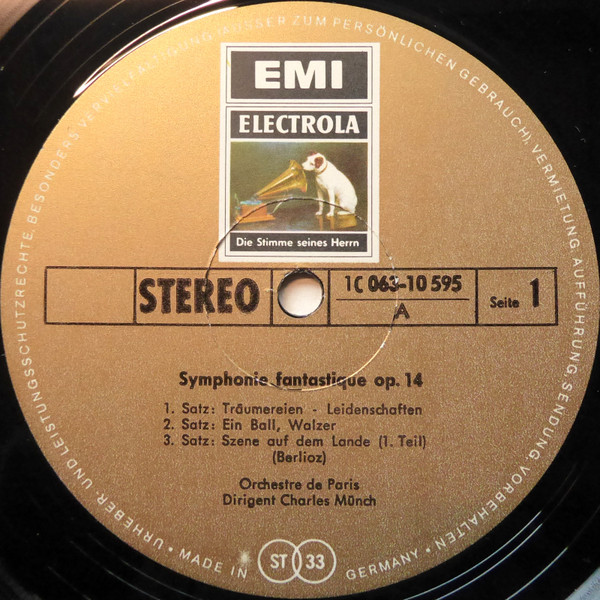 EMI
ELECTROLA
Die Stimme seines Herrn
STEREO
1C 063-10 595
A
Seite 1
Symphonie fantastique op. 14
1. Satz: Träumereien - Leidenschaften
2. Satz: Ein Ball, Walzer
3. Satz: Szene auf dem Lande (1. Teil)
(Berlioz)
Orchestre de Paris
Dirigent Charles Münch
URHEBER- UND LEISTUNGSSCHUTZRECHTE, BESONDERS VERVIELFÄLTIGUNG (AUSSER ZUM PERSÖNLICHEN GEBRAUCH), VERMIETUNG, AUFFÜHRUNG, SENDUNG, VORBEHALTEN •
MADE IN
ST 33
GERMANY •